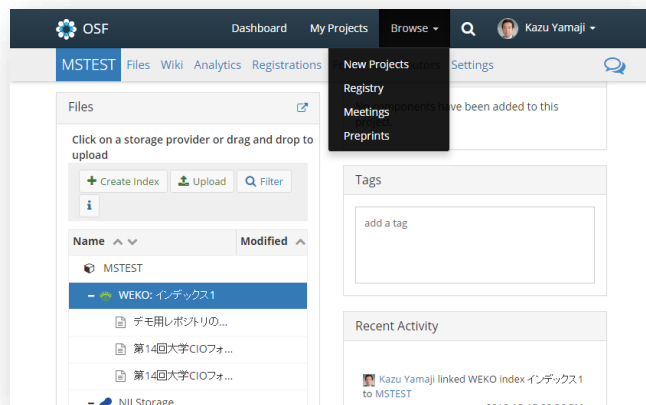 OSF
Dashboard My Projects Browse Kazu Yamaji
MSTEST Files Wiki Analytics Registrations Settings
New Projects
Registry
Meetings
Preprints
Files
Click on a storage provider or drag and drop to
upload
Create Index Upload Filter
i
Name Modified
MSTEST
WEKO: インデックス1
デモ用レポジトリの...
第14回大学CIOフォ...
第14回大学CIOフォ...
NII Storage
No components have been added to this
project.
Tags
add a tag
Recent Activity
Kazu Yamaji linked WEKO index インデックス1
to MSTEST